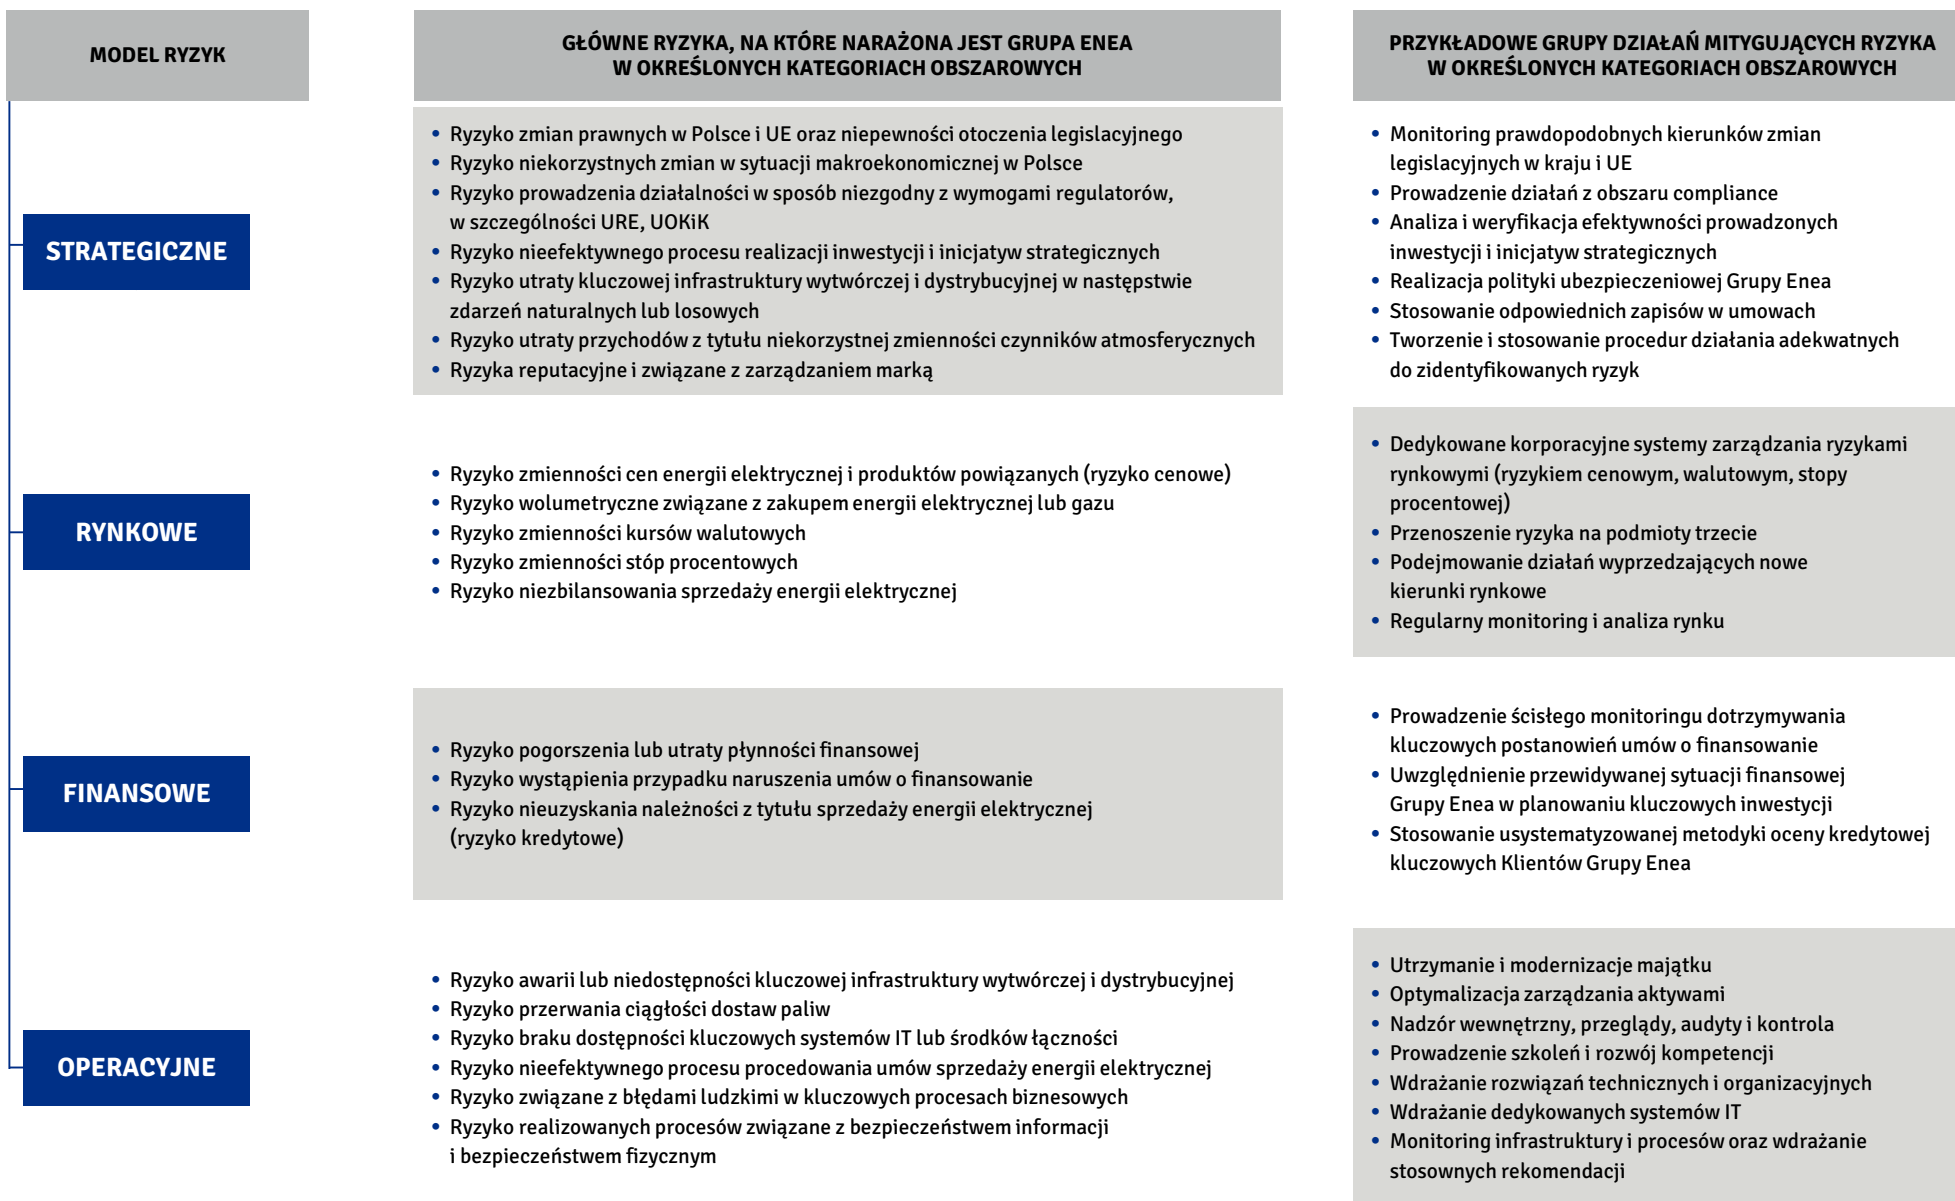 MODEL RYZYK
GŁÓWNE RYZYKA, NA KTÓRE NARAŻONA JEST GRUPA ENEA
W OKREŚLONYCH KATEGORIACH OBSZAROWYCH
PRZYKŁADOWE GRUPY DZIAŁAŃ MITYGUJĄCYCH RYZYKA
W OKREŚLONYCH KATEGORIACH OBSZAROWYCH
STRATEGICZNE
• Ryzyko zmian prawnych w Polsce i UE oraz niepewności otoczenia legislacyjnego
• Ryzyko niekorzystnych zmian w sytuacji makroekonomicznej w Polsce
• Ryzyko prowadzenia działalności w sposób niezgodny z wymogami regulatorów,
w szczególności URE, UOKiK
• Ryzyko nieefektywnego procesu realizacji inwestycji i inicjatyw strategicznych
• Ryzyko utraty kluczowej infrastruktury wytwórczej i dystrybucyjnej w następstwie
zdarzeń naturalnych lub losowych
• Ryzyko utraty przychodów z tytułu niekorzystnej zmienności czynników atmosferycznych
• Ryzyka reputacyjne i związane z zarządzaniem marką
• Monitoring prawdopodobnych kierunków zmian
legislacyjnych w kraju i UE
• Prowadzenie działań z obszaru compliance
• Analiza i weryfikacja efektywności prowadzonych
inwestycji i inicjatyw strategicznych
• Realizacja polityki ubezpieczeniowej Grupy Enea
• Stosowanie odpowiednich zapisów w umowach
• Tworzenie i stosowanie procedur działania adekwatnych
do zidentyfikowanych ryzyk
RYNKOWE
• Ryzyko zmienności cen energii elektrycznej i produktów powiązanych (ryzyko cenowe)
• Ryzyko wolumetryczne związane z zakupem energii elektrycznej lub gazu
• Ryzyko zmienności kursów walutowych
• Ryzyko zmienności stóp procentowych
• Ryzyko niezbilansowania sprzedaży energii elektrycznej
• Dedykowane korporacyjne systemy zarządzania ryzykami
rynkowymi (ryzykiem cenowym, walutowym, stopy
procentowej)
• Przenoszenie ryzyka na podmioty trzecie
• Podejmowanie działań wyprzedzających nowe
kierunki rynkowe
• Regularny monitoring i analiza rynku
FINANSOWE
• Ryzyko pogorszenia lub utraty płynności finansowej
• Ryzyko wystąpienia przypadku naruszenia umów o finansowanie
• Ryzyko nieuzyskania należności z tytułu sprzedaży energii elektrycznej
(ryzyko kredytowe)
• Prowadzenie ścisłego monitoringu dotrzymywania
kluczowych postanowień umów o finansowanie
• Uwzględnienie przewidywanej sytuacji finansowej
Grupy Enea w planowaniu kluczowych inwestycji
• Stosowanie usystematyzowanej metodyki oceny kredytowej
kluczowych Klientów Grupy Enea
OPERACYJNE
• Ryzyko awarii lub niedostępności kluczowej infrastruktury wytwórczej i dystrybucyjnej
• Ryzyko przerwania ciągłości dostaw paliw
• Ryzyko braku dostępności kluczowych systemów IT lub środków łączności
• Ryzyko nieefektywnego procesu procedowania umów sprzedaży energii elektrycznej
• Ryzyko związane z błędami ludzkimi w kluczowych procesach biznesowych
• Ryzyko realizowanych procesów związane z bezpieczeństwem informacji
i bezpieczeństwem fizycznym
• Utrzymanie i modernizacje majątku
• Optymalizacja zarządzania aktywami
• Nadzór wewnętrzny, przeglądy, audyty i kontrola
• Prowadzenie szkoleń i rozwój kompetencji
• Wdrażanie rozwiązań technicznych i organizacyjnych
• Wdrażanie dedykowanych systemów IT
• Monitoring infrastruktury i procesów oraz wdrażanie
stosownych rekomendacji